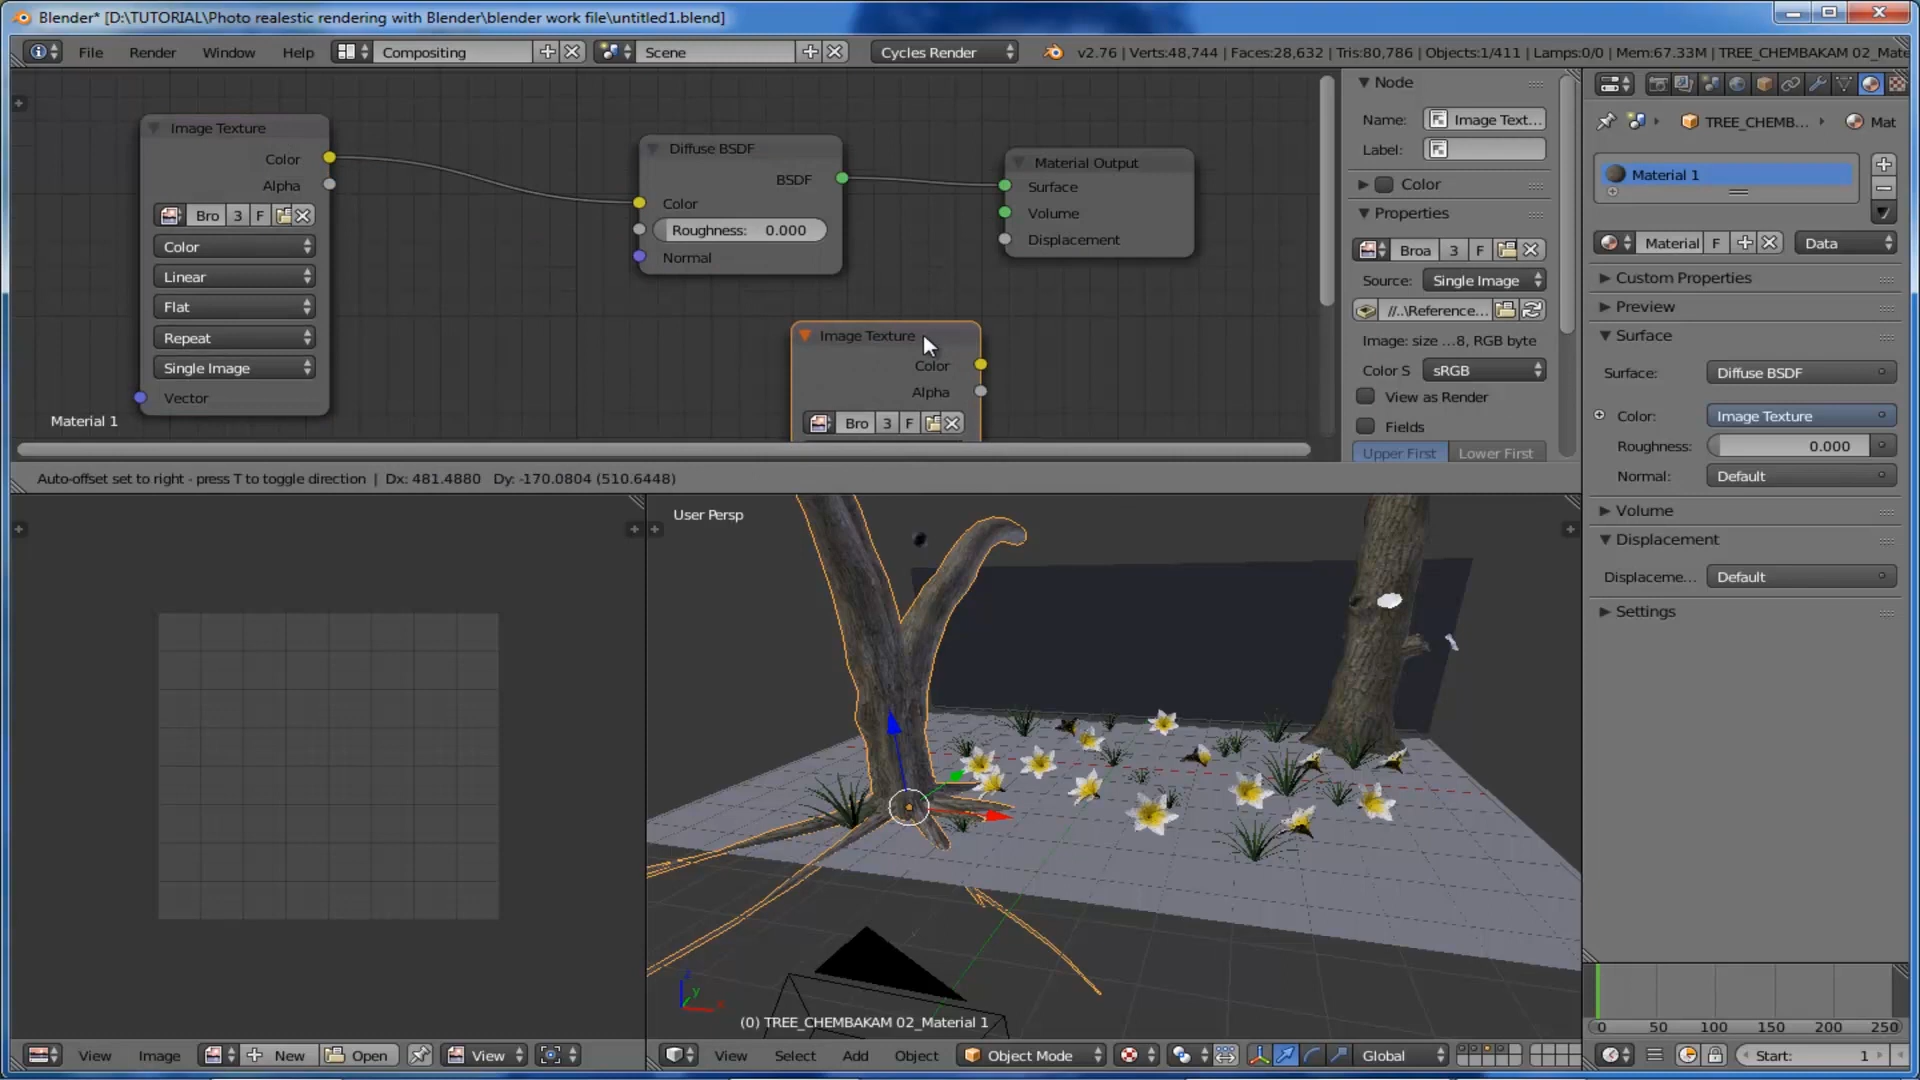 Blender* [D:\TUTORIAL\Photo realestic rendering with Blender\blender work file\untitled1.blend]
File Render Window Help Compositing Scene Cycles Render v2.76 | Verts:48,744 | Faces:28,632 | Tris:80,786 | Objects:1/411 | Lamps:0/0 | Mem:67.33M | TREE_CHEMBAKAM 02_Mate
Image Texture
Color
Alpha
Bro 3 F
Color
Linear
Flat
Repeat
Single Image
Vector
Material 1
Diffuse BSDF
BSDF
Color
Roughness: 0.000
Normal
Material Output
Surface
Volume
Displacement
Image Texture
Color
Alpha
Bro 3 F
Node
Name: Image Text...
Label:
Color
Properties
Broa 3 F
Source: Single Image
//..\Reference...
Image: size ...8, RGB byte
Color S sRGB
View as Render
Fields
Upper First Lower First
TREE_CHEMB... Mat
Material 1
Material F Data
Custom Properties
Preview
Surface
Surface: Diffuse BSDF
Color: Image Texture
Roughness: 0.000
Normal: Default
Volume
Displacement
Displaceme... Default
Settings
Auto-offset set to right - press T to toggle direction | Dx: 481.4880 Dy: -170.0804 (510.6448)
User Persp
z
y
x
(0) TREE_CHEMBAKAM 02_Material 1
View Image New Open View
View Select Add Object Object Mode Global
0 50 100 150 200 250
Start: 1